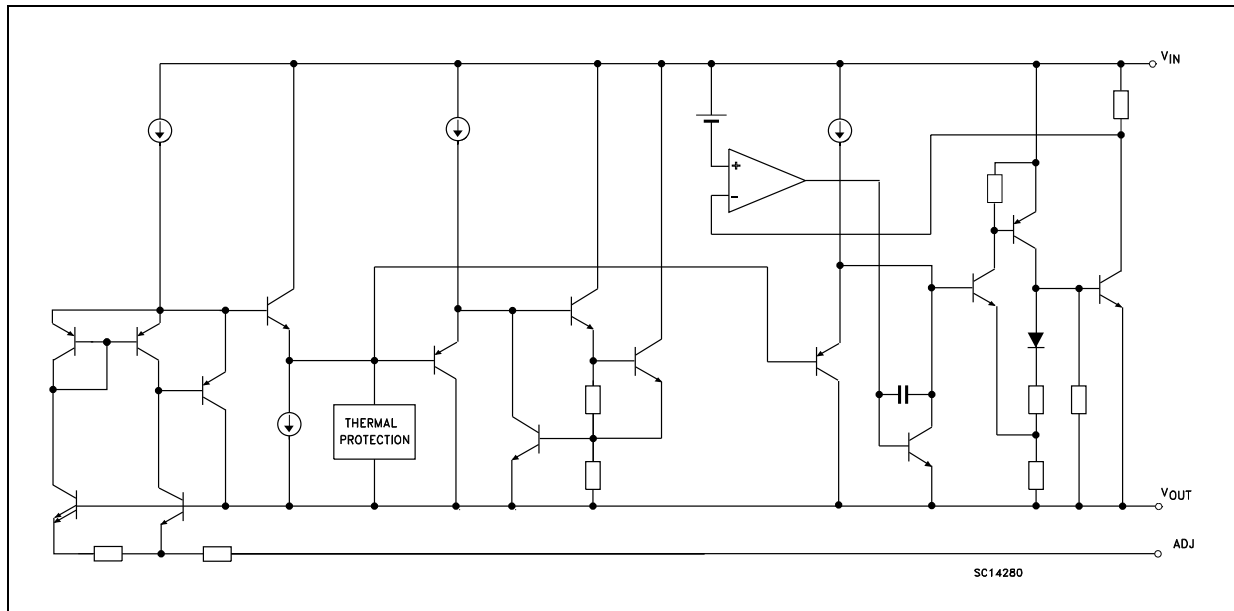 VIN
+
-
THERMAL
PROTECTION
VOUT
ADJ
SC14280